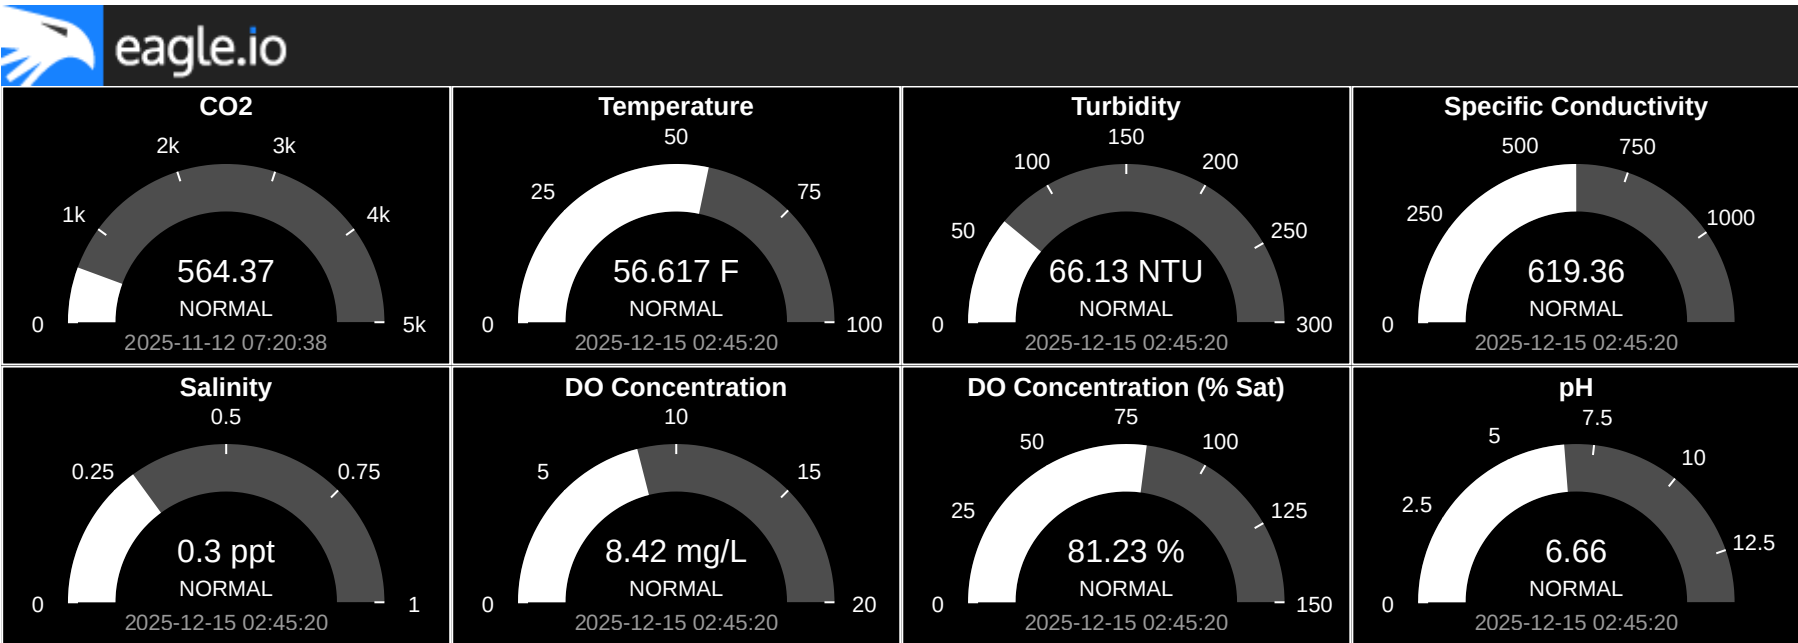 eagle.io
CO2
0
1k
2k
3k
4k
5k
564.37
NORMAL
2025-11-12 07:20:38
Temperature
0
25
50
75
100
56.617 F
NORMAL
2025-12-15 02:45:20
Turbidity
0
50
100
150
200
250
300
66.13 NTU
NORMAL
2025-12-15 02:45:20
Specific Conductivity
0
250
500
750
1000
619.36
NORMAL
2025-12-15 02:45:20
Salinity
0
0.25
0.5
0.75
1
0.3 ppt
NORMAL
2025-12-15 02:45:20
DO Concentration
0
5
10
15
20
8.42 mg/L
NORMAL
2025-12-15 02:45:20
DO Concentration (% Sat)
0
25
50
75
100
125
150
81.23 %
NORMAL
2025-12-15 02:45:20
pH
0
2.5
5
7.5
10
12.5
6.66
NORMAL
2025-12-15 02:45:20